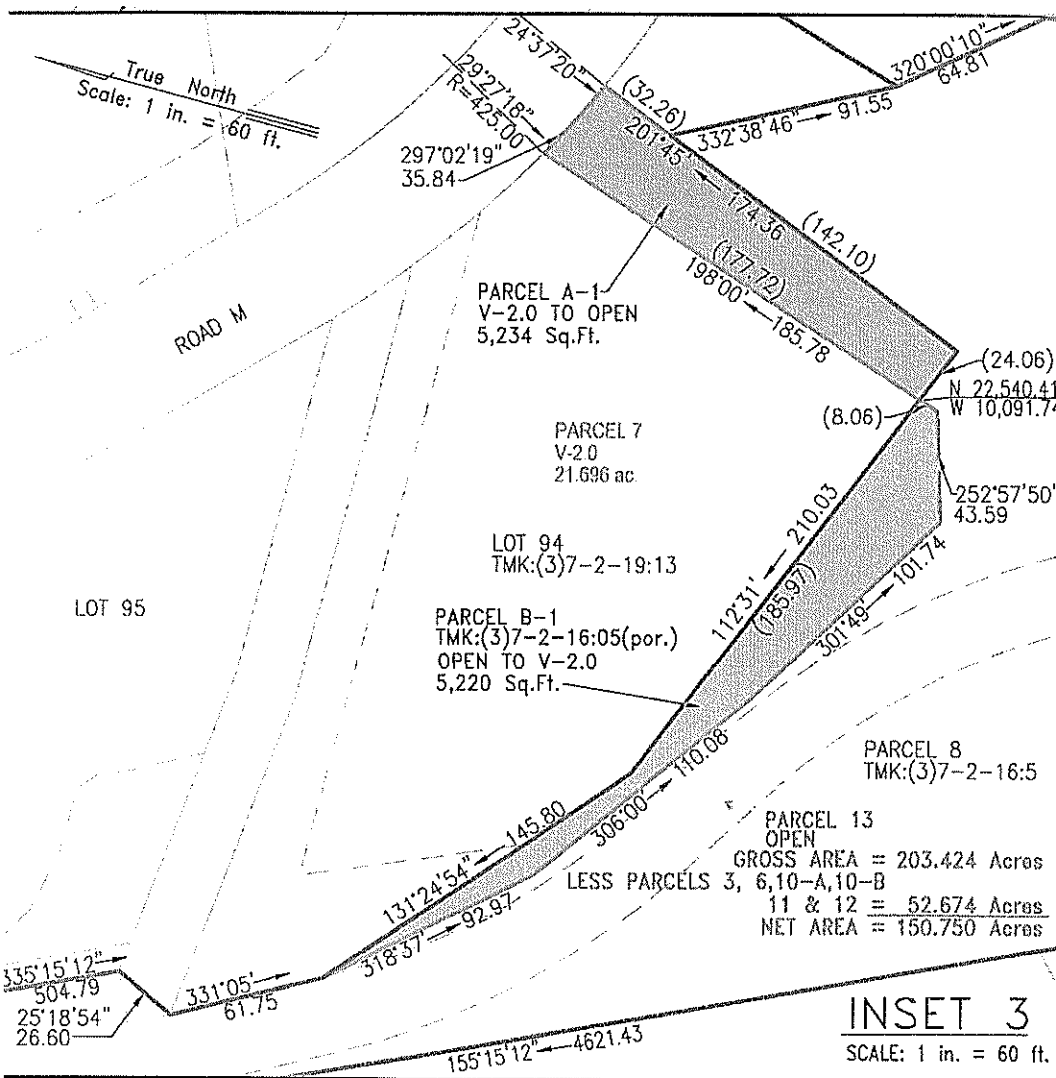 True North
Scale: 1 in. = 60 ft.
24°37'20"
29°27'18"
R=425.00
297°02'19"
35.84
(32.26)
201°45'
174.36
(142.10)
332°38'46" 91.55
320°00'10"
64.81
ROAD M
PARCEL A-1
V-2.0 TO OPEN
5,234 Sq.Ft.
(177.72)
198°00'
185.78
(24.06)
N 22,540.41
W 10,091.74
(8.06)
PARCEL 7
V-2.0
21.696 ac.
252°57'50"
43.59
LOT 94
TMK:(3)7-2-19:13
LOT 95
112°31' 210.03
(185.97)
301°49' 101.74
PARCEL B-1
TMK:(3)7-2-16:05(por.)
OPEN TO V-2.0
5,220 Sq.Ft.
306°00' 110.08
PARCEL 8
TMK:(3)7-2-16:5
131°24'54" 145.80
318°37' 92.97
PARCEL 13
OPEN
GROSS AREA = 203.424 Acres
LESS PARCELS 3, 6,10-A,10-B
11 & 12 = 52.674 Acres
NET AREA = 150.750 Acres
335°15'12"
504.79
25°18'54"
26.60
331°05'
61.75
155°15'12" 4621.43
INSET 3
SCALE: 1 in. = 60 ft.